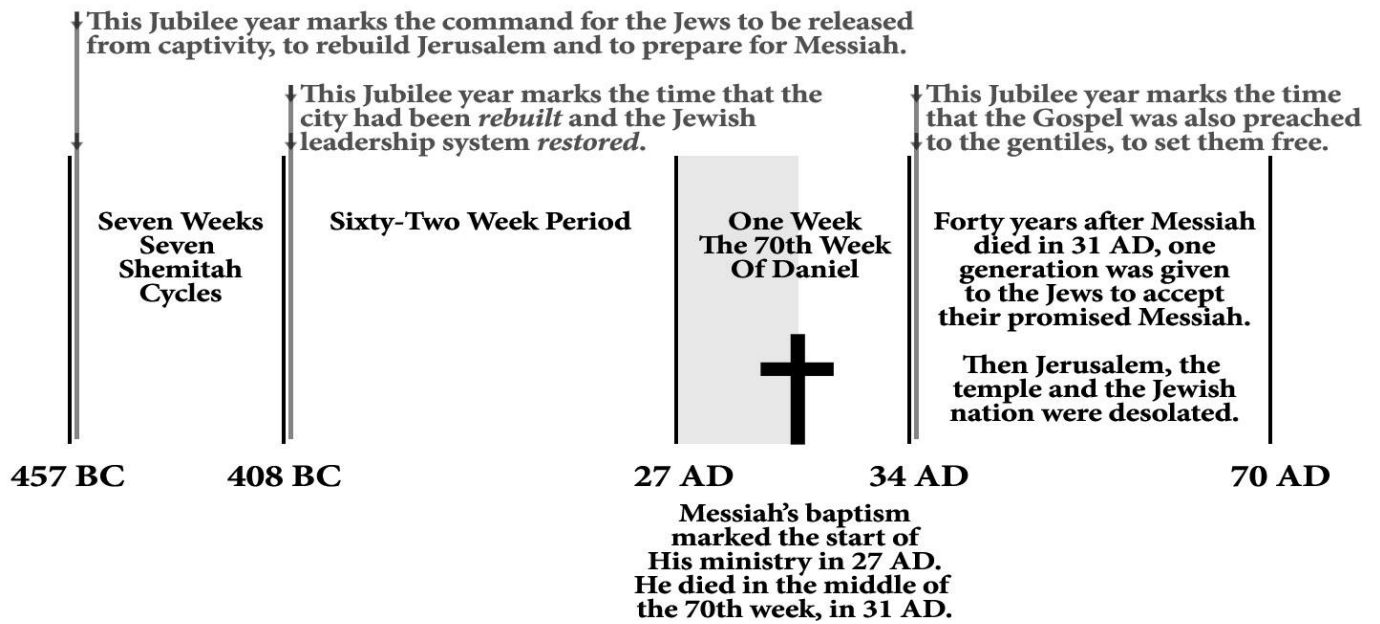 This Jubilee year marks the command for the Jews to be released
from captivity, to rebuild Jerusalem and to prepare for Messiah.
This Jubilee year marks the time that the
city had been rebuilt and the Jewish
leadership system restored.
This Jubilee year marks the time
that the Gospel was also preached
to the gentiles, to set them free.
Seven Weeks
Seven
Shemitah
Cycles
Sixty-Two Week Period
One Week
The 70th Week
Of Daniel
Forty years after Messiah
died in 31 AD, one
generation was given
to the Jews to accept
their promised Messiah.
Then Jerusalem, the
temple and the Jewish
nation were desolated.
457 BC
408 BC
27 AD
34 AD
70 AD
Messiah's baptism
marked the start of
His ministry in 27 AD.
He died in the middle of
the 70th week, in 31 AD.